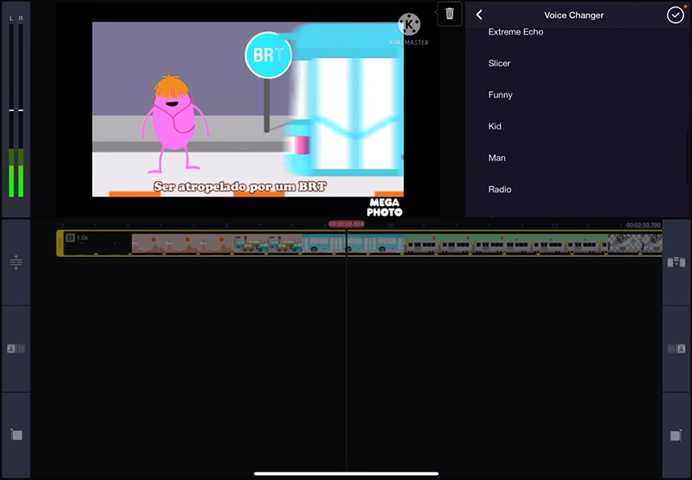 L R
Voice Changer
Extreme Echo
Slicer
Funny
Kid
Man
Radio
KINEMASTER
BRT
Ser atropelado por um BRT
MEGA
PHOTO
00:02:33.700
1.0x